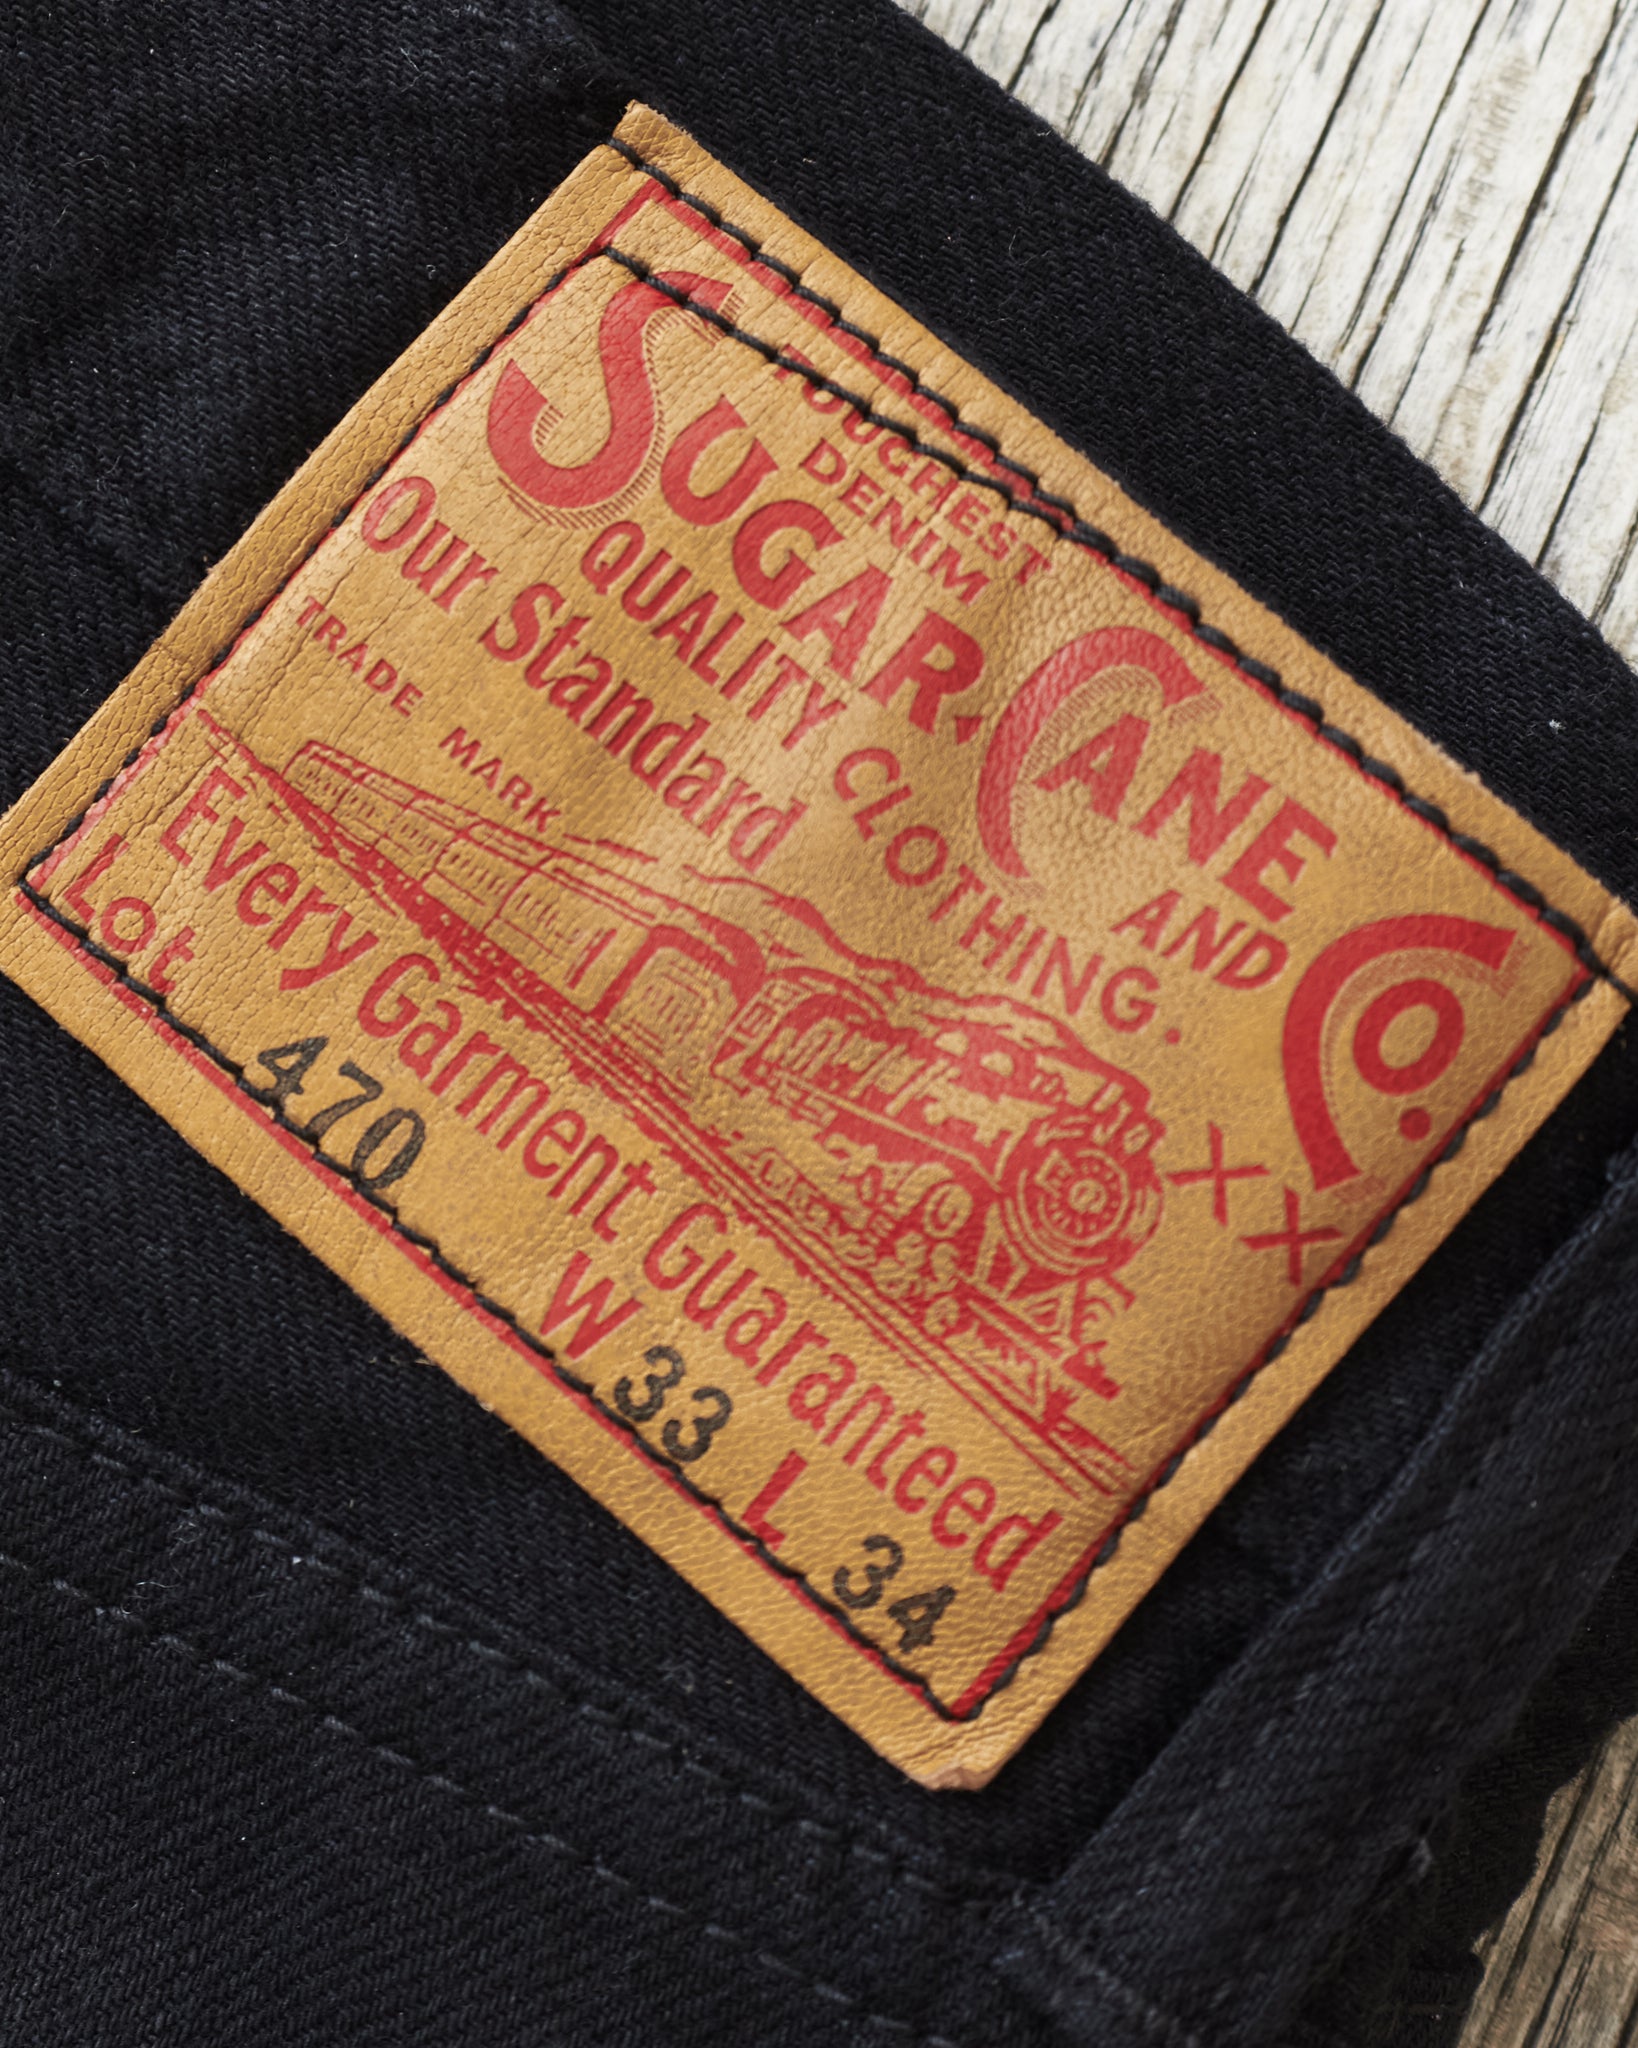 TOUGHEST
DENIM
SUGAR. CANE AND CO.
QUALITY CLOTHING.
Our Standard
TRADE MARK
XX
Every Garment Guaranteed
Lot 470 W 33 L 34